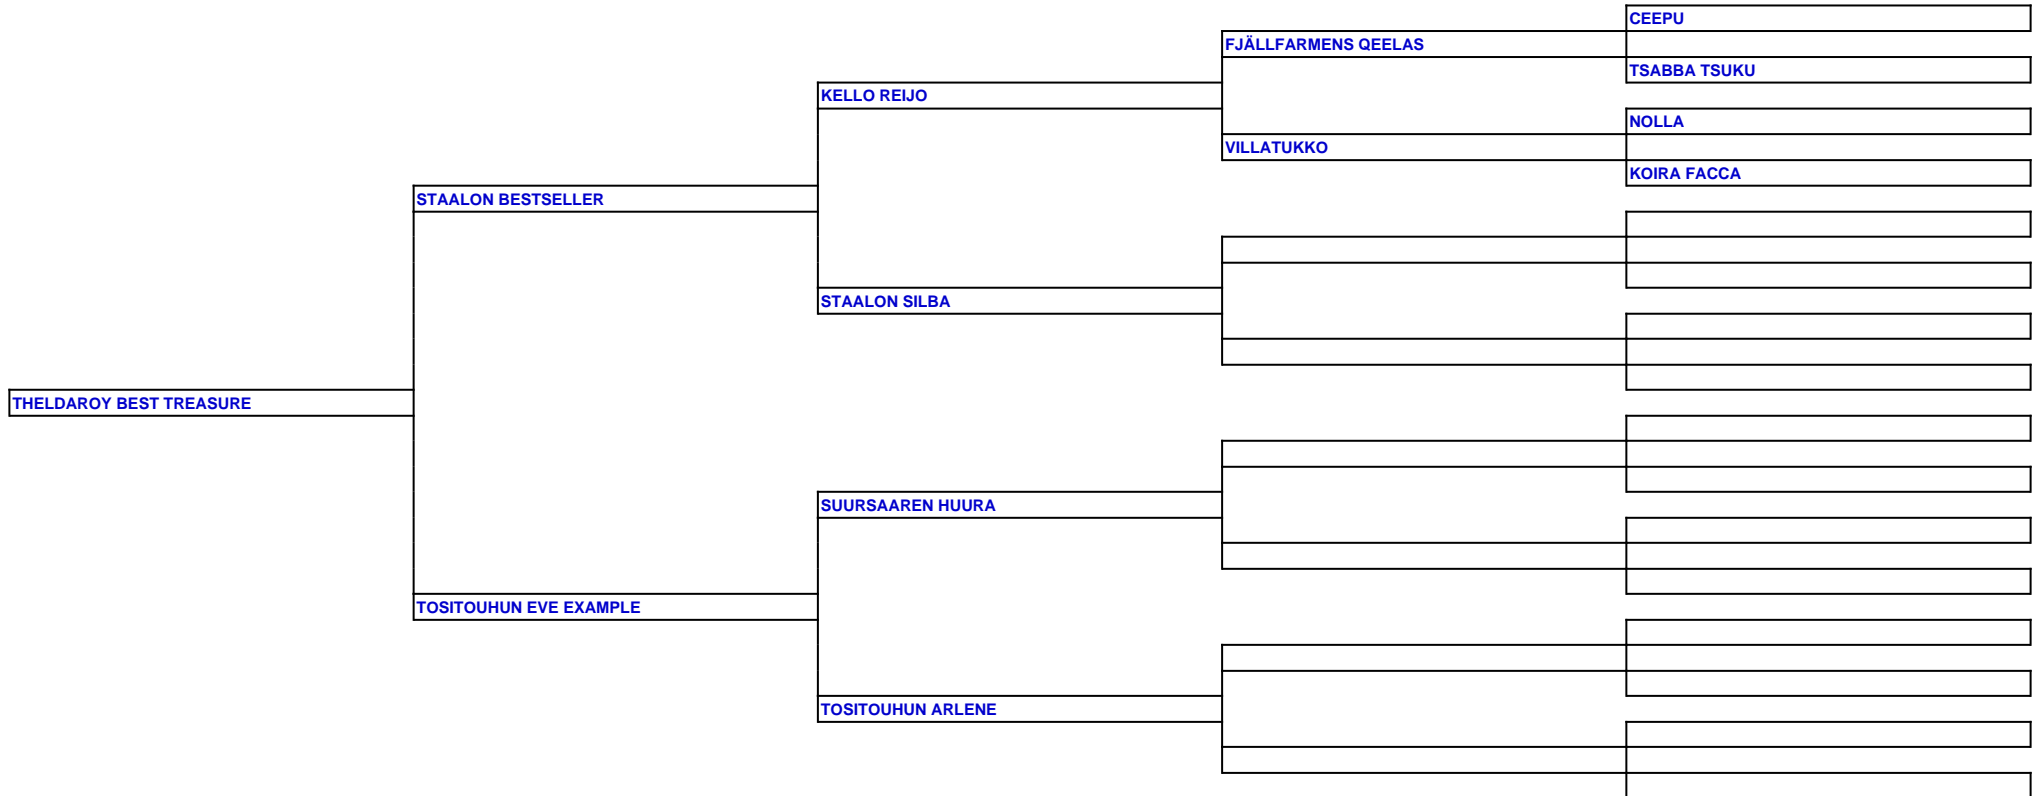 CEEPU
FJÄLLFARMENS QEELAS
TSABBA TSUKU
KELLO REIJO
NOLLA
VILLATUKKO
KOIRA FACCA
STAALON BESTSELLER
STAALON SILBA
THELDAROY BEST TREASURE
SUURSAAREN HUURA
TOSITOUHUN EVE EXAMPLE
TOSITOUHUN ARLENE